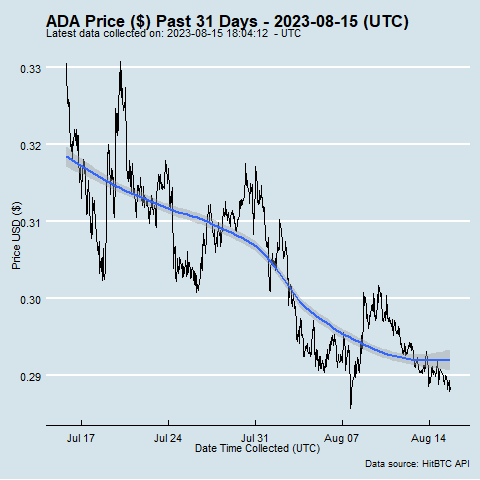 ADA Price ($) Past 31 Days - 2023-08-15 (UTC)
Latest data collected on: 2023-08-15 18:04:12 - UTC
0.33
0.32
0.31
0.30
0.29
Price USD ($)
Jul 17 Jul 24 Jul 31 Aug 07 Aug 14
Date Time Collected (UTC)
Data source: HitBTC API